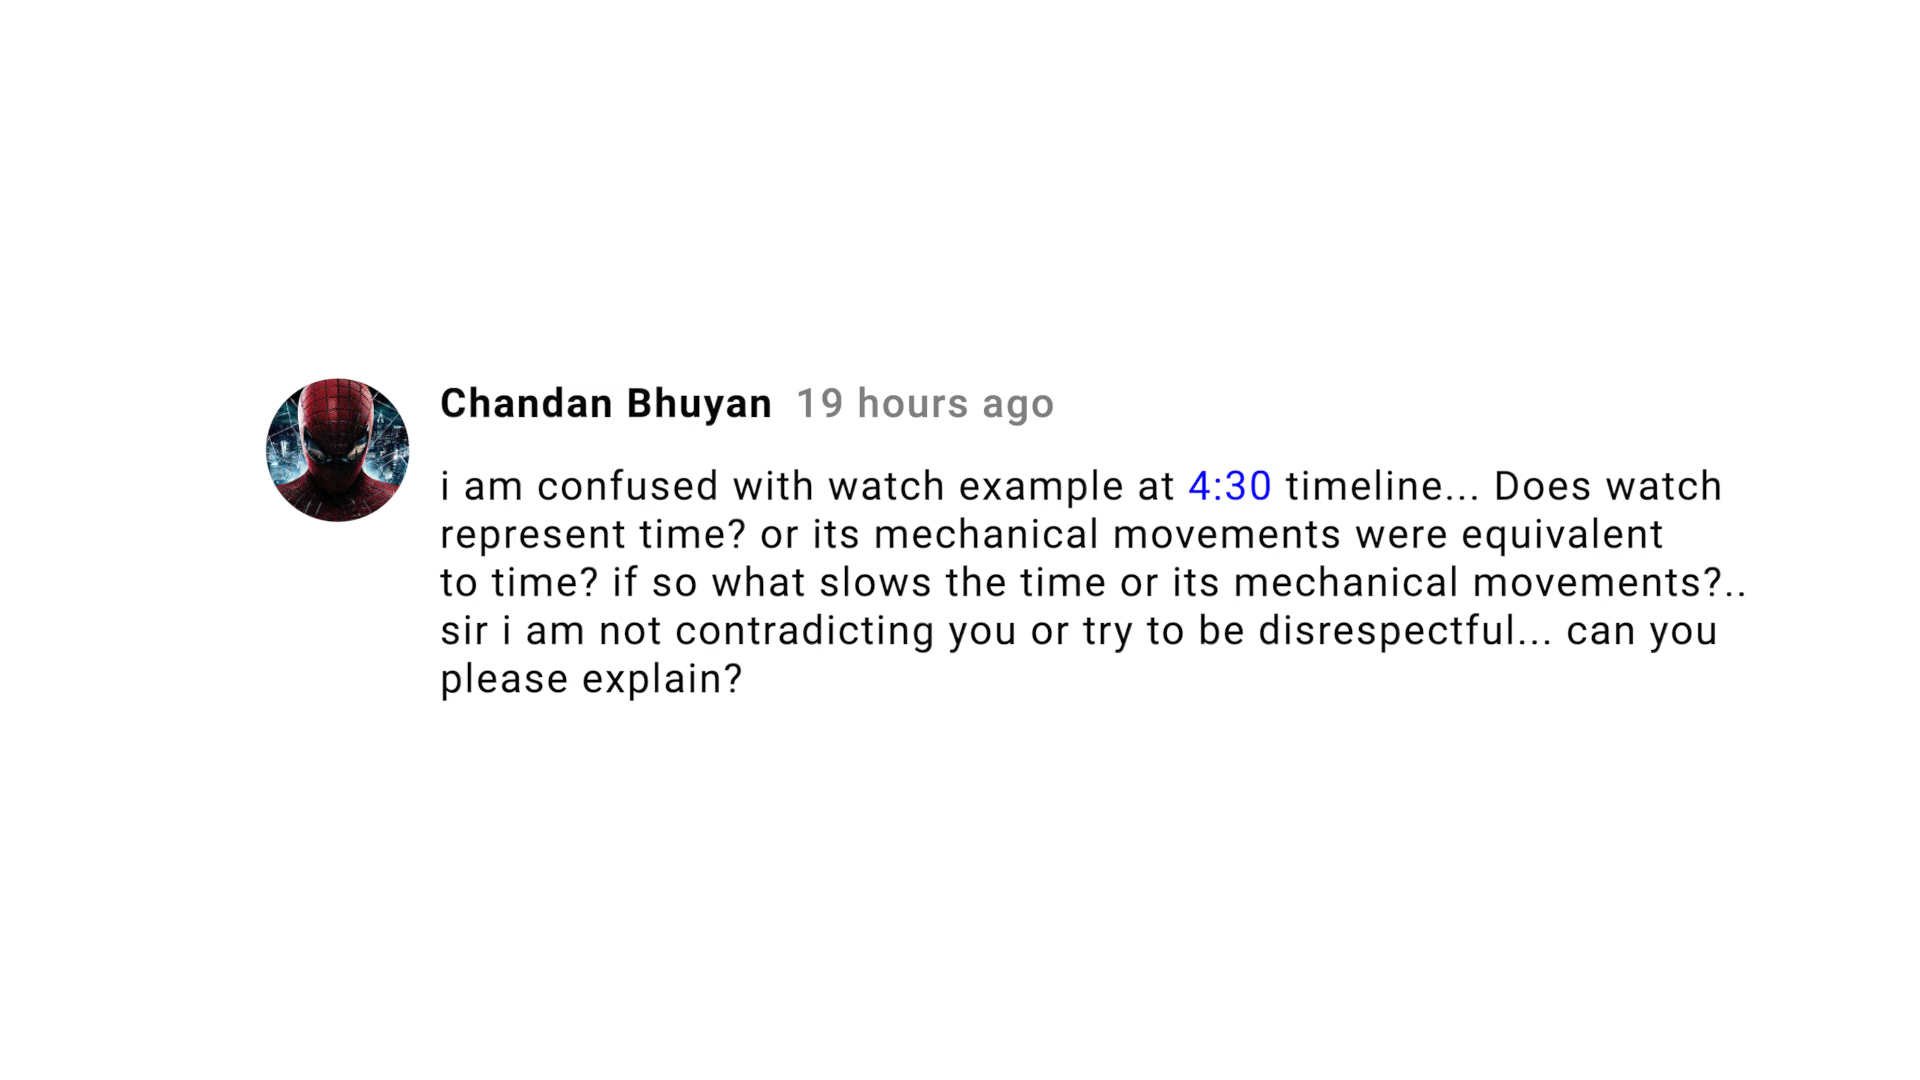 Chandan Bhuyan 19 hours ago
i am confused with watch example at 4:30 timeline... Does watch
represent time? or its mechanical movements were equivalent
to time? if so what slows the time or its mechanical movements?..
sir i am not contradicting you or try to be disrespectful... can you
please explain?